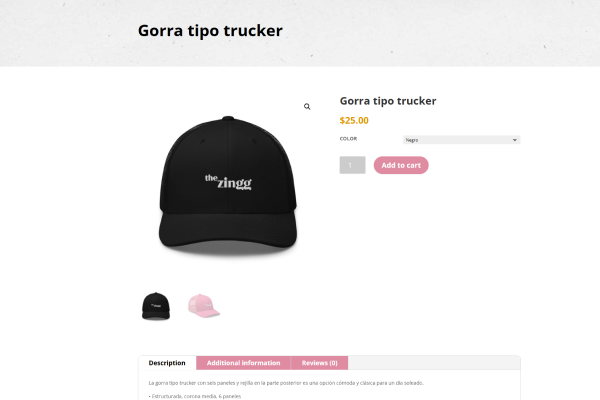 Gorra tipo trucker
Gorra tipo trucker
$25.00
COLOR
Negro
1
Add to cart
the zingg
Description
Additional information
Reviews (0)
La gorra tipo trucker con seis paneles y rejilla en la parte posterior es una opción cómoda y clásica para un día soleado.
• Estructurada, corona media, 6 paneles